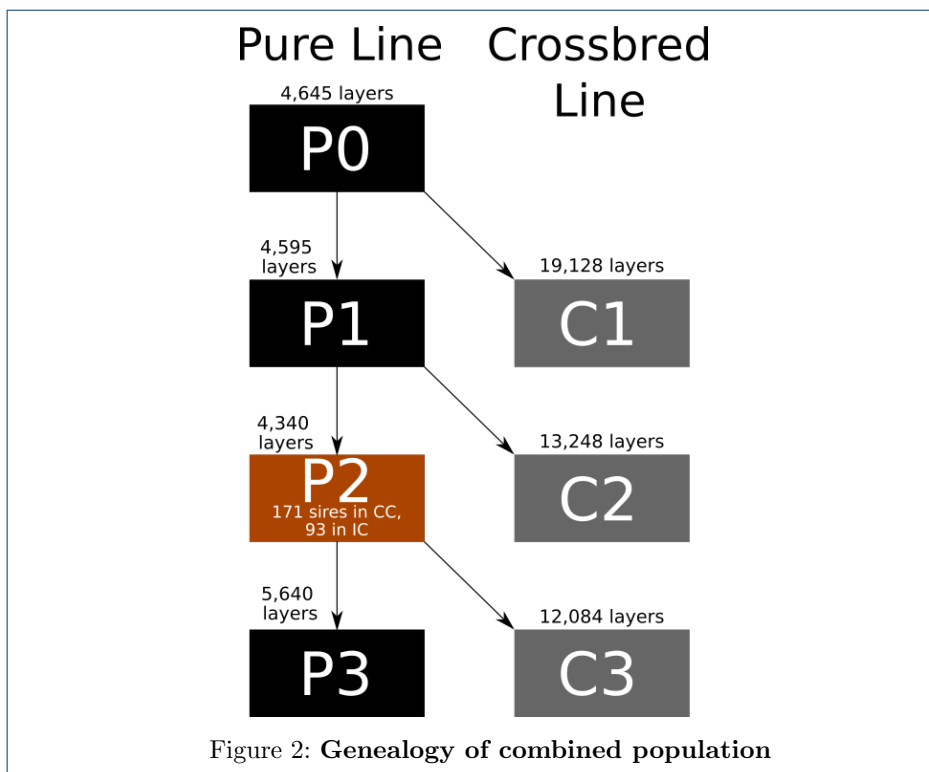 Pure Line
Crossbred
Line
4,645 layers
P0
4,595
layers
19,128 layers
P1
C1
4,340
layers
13,248 layers
P2
171 sires in CC,
93 in IC
C2
5,640
layers
12,084 layers
P3
C3
Figure 2: Genealogy of combined population